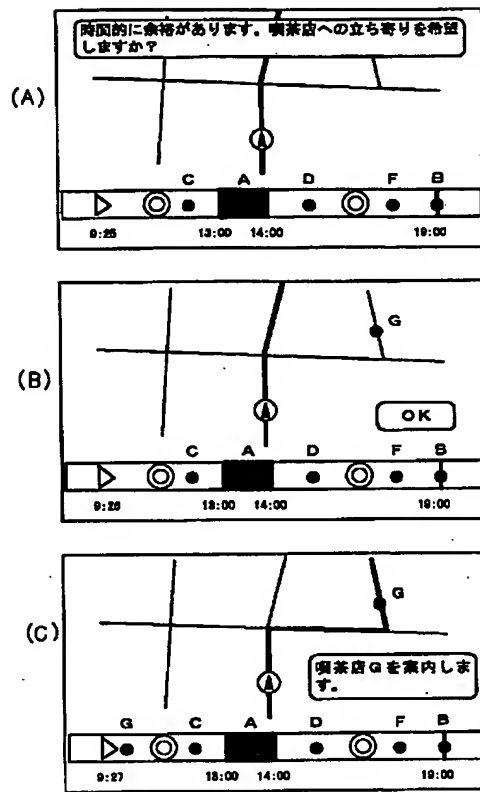 (A)
時間的に余裕があります。喫茶店への立ち寄りを希望
しますか?
C A D F B
9:25 13:00 14:00 19:00
(B)
G
OK
C A D F B
9:26 13:00 14:00 19:00
(C)
G
喫茶店Gを案内しま
す。
G C A D F B
9:27 13:00 14:00 19:00